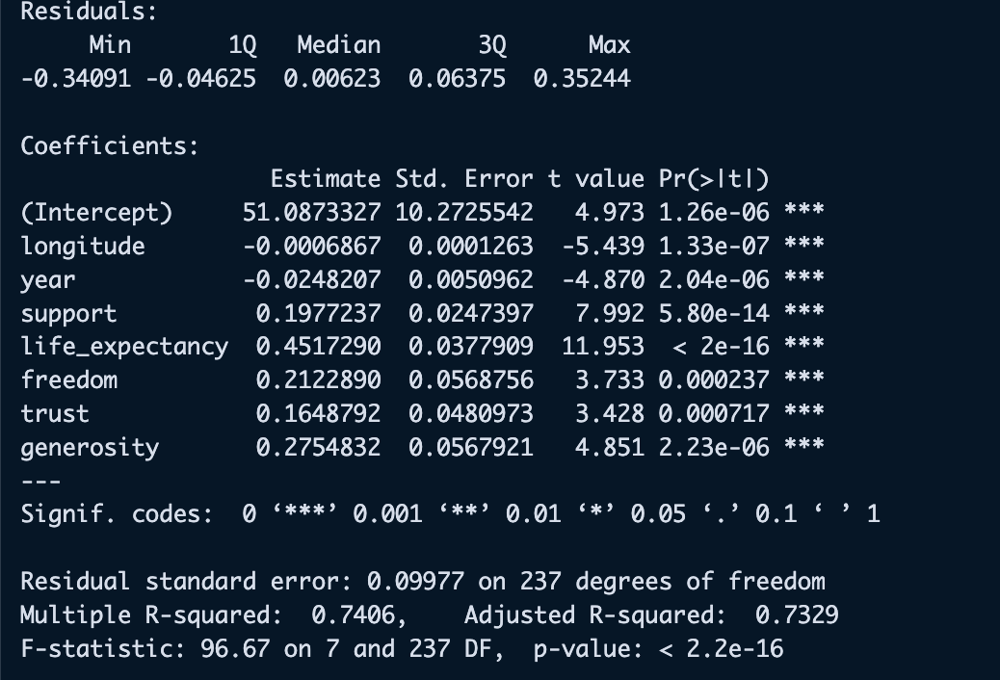 Residuals:
     Min       1Q   Median       3Q      Max
-0.34091 -0.04625  0.00623  0.06375  0.35244
Coefficients:
                  Estimate Std. Error t value Pr(>|t|)
(Intercept)     51.0873327 10.2725542   4.973 1.26e-06 ***
longitude       -0.0006867  0.0001263  -5.439 1.33e-07 ***
year            -0.0248207  0.0050962  -4.870 2.04e-06 ***
support          0.1977237  0.0247397   7.992 5.80e-14 ***
life_expectancy  0.4517290  0.0377909  11.953  < 2e-16 ***
freedom          0.2122890  0.0568756   3.733 0.000237 ***
trust            0.1648792  0.0480973   3.428 0.000717 ***
generosity       0.2754832  0.0567921   4.851 2.23e-06 ***
---
Signif. codes:  0 ‘***’ 0.001 ‘**’ 0.01 ‘*’ 0.05 ‘.’ 0.1 ‘ ’ 1
Residual standard error: 0.09977 on 237 degrees of freedom
Multiple R-squared:  0.7406,    Adjusted R-squared:  0.7329
F-statistic: 96.67 on 7 and 237 DF,  p-value: < 2.2e-16